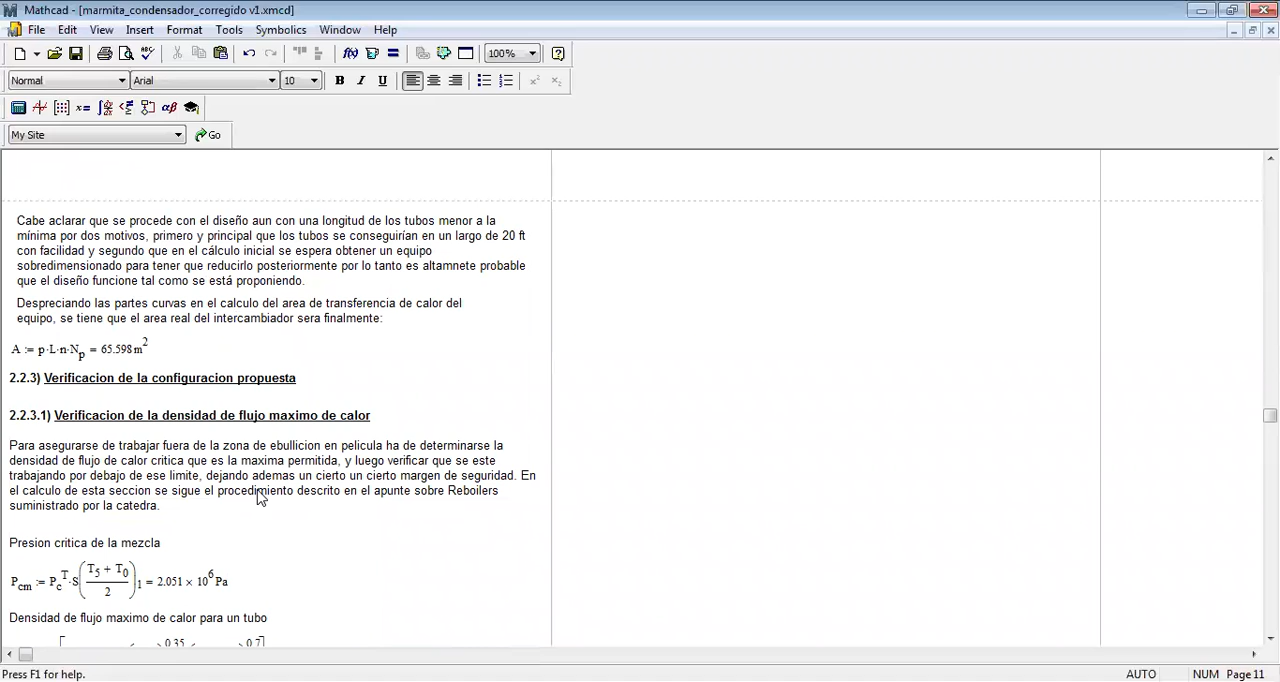 Mathcad - [marmita_condensador_corregido v1.xmcd]
File Edit View Insert Format Tools Symbolics Window Help
100%
Normal Arial 10 B I U
My Site Go
Cabe aclarar que se procede con el diseño aun con una longitud de los tubos menor a la
mínima por dos motivos, primero y principal que los tubos se conseguirían en un largo de 20 ft
con facilidad y segundo que en el cálculo inicial se espera obtener un equipo
sobredimensionado para tener que reducirlo posteriormente por lo tanto es altamnete probable
que el diseño funcione tal como se está proponiendo.
Despreciando las partes curvas en el calculo del area de transferencia de calor del
equipo, se tiene que el area real del intercambiador sera finalmente:
A := p·L·n·N_p = 65.598 m^2
2.2.3) Verificacion de la configuracion propuesta
2.2.3.1) Verificacion de la densidad de flujo maximo de calor
Para asegurarse de trabajar fuera de la zona de ebullicion en pelicula ha de determinarse la
densidad de flujo de calor critica que es la maxima permitida, y luego verificar que se este
trabajando por debajo de ese limite, dejando ademas un cierto un cierto margen de seguridad. En
el calculo de esta seccion se sigue el procedimiento descrito en el apunte sobre Reboilers
suministrado por la catedra.
Presion critica de la mezcla
P_cm := P_c^T·S((T_5 + T_0)/2)_1 = 2.051 × 10^6 Pa
Densidad de flujo maximo de calor para un tubo
0.35 0.7
Press F1 for help. AUTO NUM Page 11